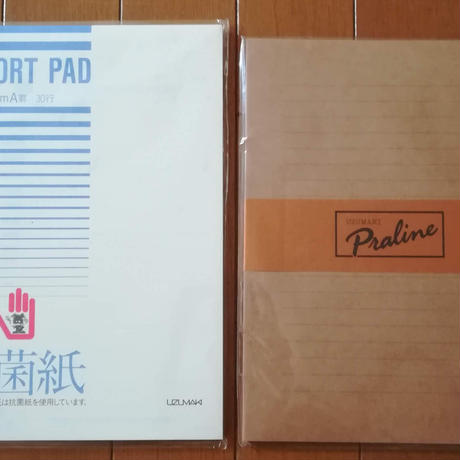 ORT PAD
mA罫 30行
菌紙
は抗菌紙を使用しています。
UZUMAKI
UZUMAKI
Praline